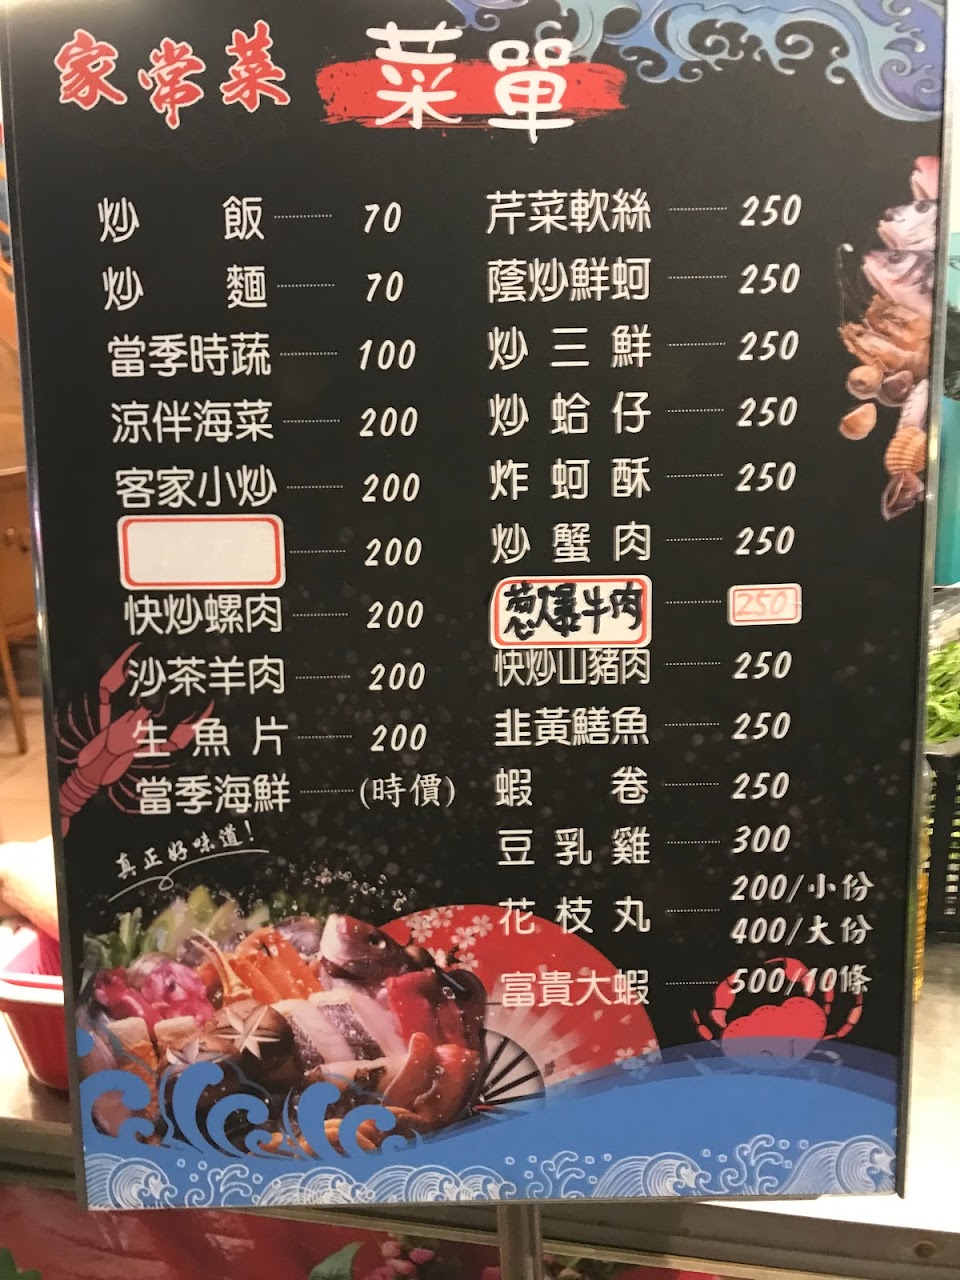 家常菜 菜單
炒飯 70
炒麵 70
當季時蔬 100
涼伴海菜 200
客家小炒 200
200
快炒螺肉 200
沙茶羊肉 200
生魚片 200
當季海鮮 (時價)
真正好味道!
芹菜軟絲 250
蔭炒鮮蚵 250
炒三鮮 250
炒蛤仔 250
炸蚵酥 250
炒蟹肉 250
蔥爆牛肉 250
快炒山豬肉 250
韭黃鱔魚 250
蝦卷 250
豆乳雞 300
花枝丸 200/小份
400/大份
富貴大蝦 500/10條